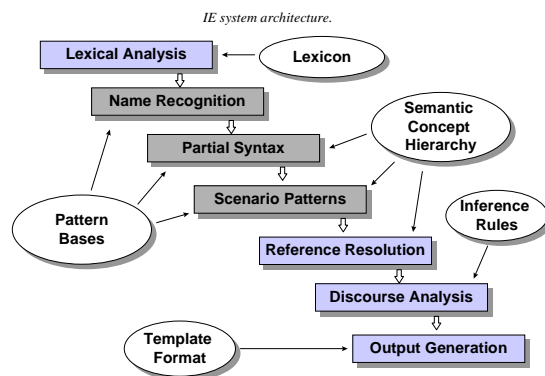 IE system architecture.
Lexical Analysis
Lexicon
Name Recognition
Semantic
Concept
Hierarchy
Partial Syntax
Scenario Patterns
Pattern
Bases
Inference
Rules
Reference Resolution
Discourse Analysis
Template
Format
Output Generation